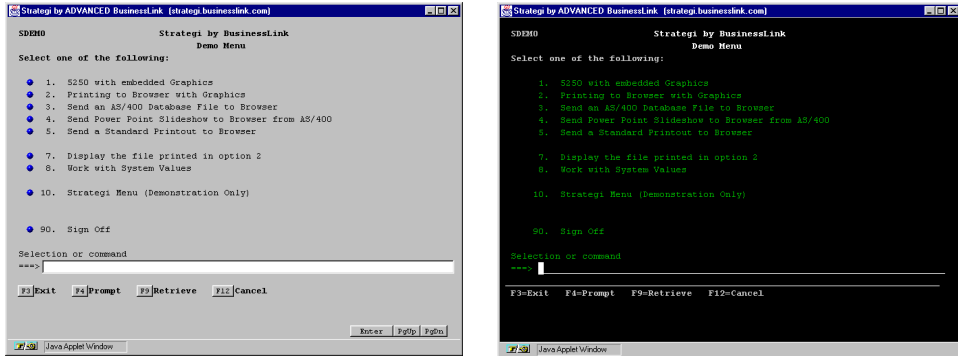 Strategi by ADVANCED BusinessLink (strategi.businesslink.com)
SDEMO Strategi by BusinessLink
Demo Menu
Select one of the following:
1. 5250 with embedded Graphics
2. Printing to Browser with Graphics
3. Send an AS/400 Database File to Browser
4. Send Power Point Slideshow to Browser from AS/400
5. Send a Standard Printout to Browser
7. Display the file printed in option 2
8. Work with System Values
10. Strategi Menu (Demonstration Only)
90. Sign Off
Selection or command
===>
F3 Exit F4 Prompt F9 Retrieve F12 Cancel
Enter PgUp PgDn
Java Applet Window
Strategi by ADVANCED BusinessLink (strategi.businesslink.com)
SDEMO Strategi by BusinessLink
Demo Menu
Select one of the following:
1. 5250 with embedded Graphics
2. Printing to Browser with Graphics
3. Send an AS/400 Database File to Browser
4. Send Power Point Slideshow to Browser from AS/400
5. Send a Standard Printout to Browser
7. Display the file printed in option 2
8. Work with System Values
10. Strategi Menu (Demonstration Only)
90. Sign Off
Selection or command
===>
F3=Exit F4=Prompt F9=Retrieve F12=Cancel
Java Applet Window